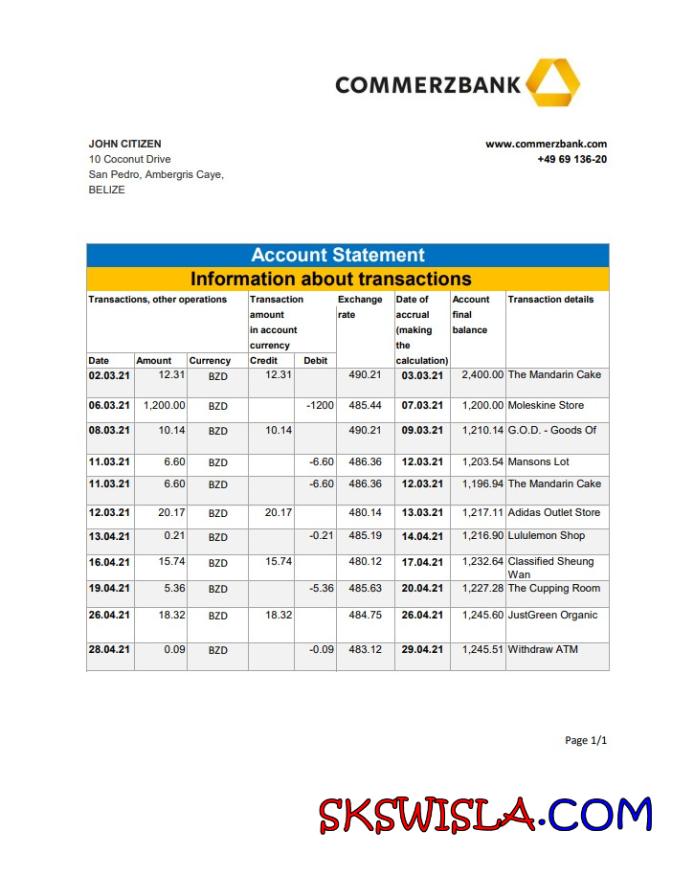 COMMERZBANK
JOHN CITIZEN
10 Coconut Drive
San Pedro, Ambergris Caye,
BELIZE
www.commerzbank.com
+49 69 136-20
Account Statement
Information about transactions
Transactions, other operations Transaction amount in account currency Exchange rate Date of accrual (making the calculation) Account final balance Transaction details
Date Amount Currency Credit Debit
02.03.21 12.31 BZD 12.31 490.21 03.03.21 2,400.00 The Mandarin Cake
06.03.21 1,200.00 BZD -1200 485.44 07.03.21 1,200.00 Moleskine Store
08.03.21 10.14 BZD 10.14 490.21 09.03.21 1,210.14 G.O.D. - Goods Of
11.03.21 6.60 BZD -6.60 486.36 12.03.21 1,203.54 Mansons Lot
11.03.21 6.60 BZD -6.60 486.36 12.03.21 1,196.94 The Mandarin Cake
12.03.21 20.17 BZD 20.17 480.14 13.03.21 1,217.11 Adidas Outlet Store
13.04.21 0.21 BZD -0.21 485.19 14.04.21 1,216.90 Lululemon Shop
16.04.21 15.74 BZD 15.74 480.12 17.04.21 1,232.64 Classified Sheung
Wan
19.04.21 5.36 BZD -5.36 485.63 20.04.21 1,227.28 The Cupping Room
26.04.21 18.32 BZD 18.32 484.75 26.04.21 1,245.60 JustGreen Organic
28.04.21 0.09 BZD -0.09 483.12 29.04.21 1,245.51 Withdraw ATM
Page 1/1
SKSWISLA.COM